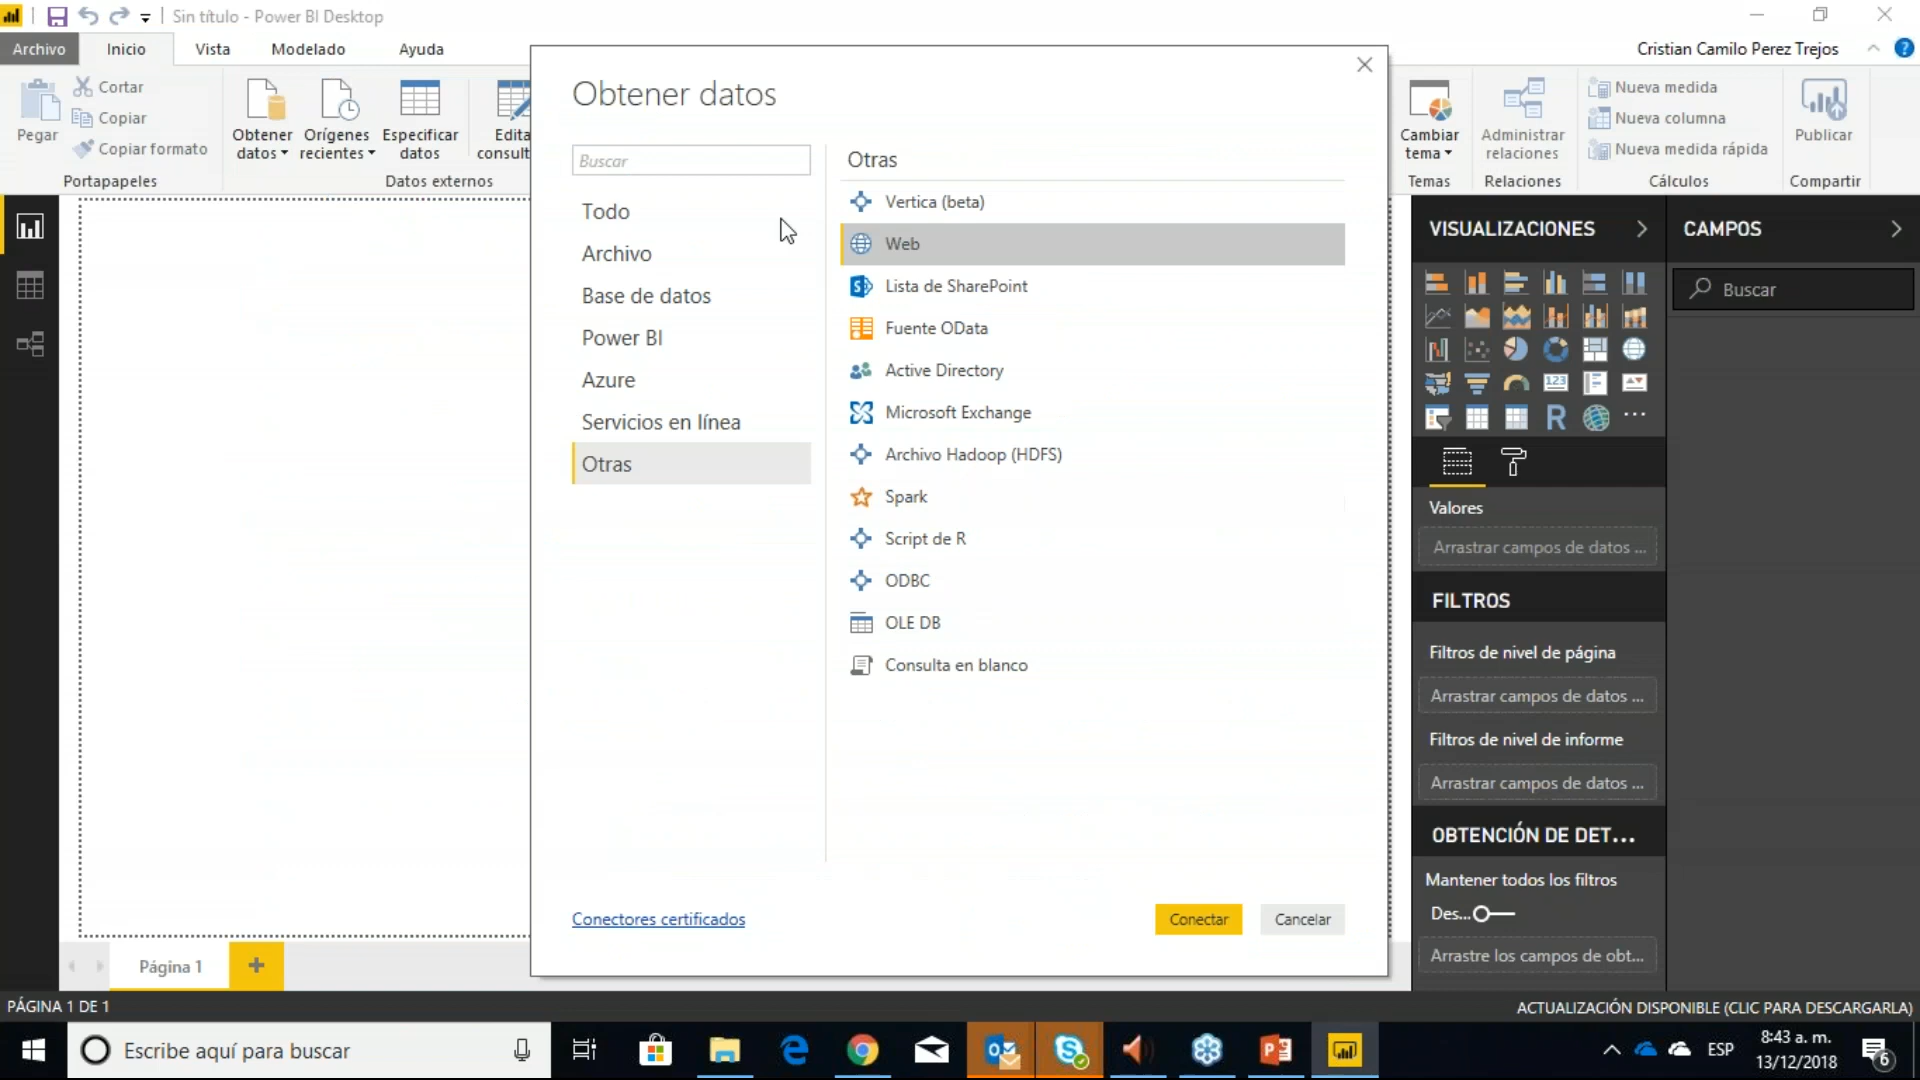 Sin título - Power BI Desktop
Archivo
Inicio
Vista
Modelado
Ayuda
Cristian Camilo Perez Trejos
Pegar
Cortar
Copiar
Copiar formato
Portapapeles
Obtener
datos
Orígenes
recientes
Especificar
datos
Edita
consult
Datos externos
Cambiar
tema
Temas
Administrar
relaciones
Relaciones
Nueva medida
Nueva columna
Nueva medida rápida
Cálculos
Publicar
Compartir
Obtener datos
Buscar
Todo
Archivo
Base de datos
Power BI
Azure
Servicios en línea
Otras
Otras
Vertica (beta)
Web
Lista de SharePoint
Fuente OData
Active Directory
Microsoft Exchange
Archivo Hadoop (HDFS)
Spark
Script de R
ODBC
OLE DB
Consulta en blanco
Conectores certificados
Conectar
Cancelar
VISUALIZACIONES
Valores
Arrastrar campos de datos ...
FILTROS
Filtros de nivel de página
Arrastrar campos de datos ...
Filtros de nivel de informe
Arrastrar campos de datos ...
OBTENCIÓN DE DET...
Mantener todos los filtros
Des...
Arrastre los campos de obt...
CAMPOS
Buscar
Página 1
PÁGINA 1 DE 1
ACTUALIZACIÓN DISPONIBLE (CLIC PARA DESCARGARLA)
Escribe aquí para buscar
ESP
8:43 a. m.
13/12/2018
6